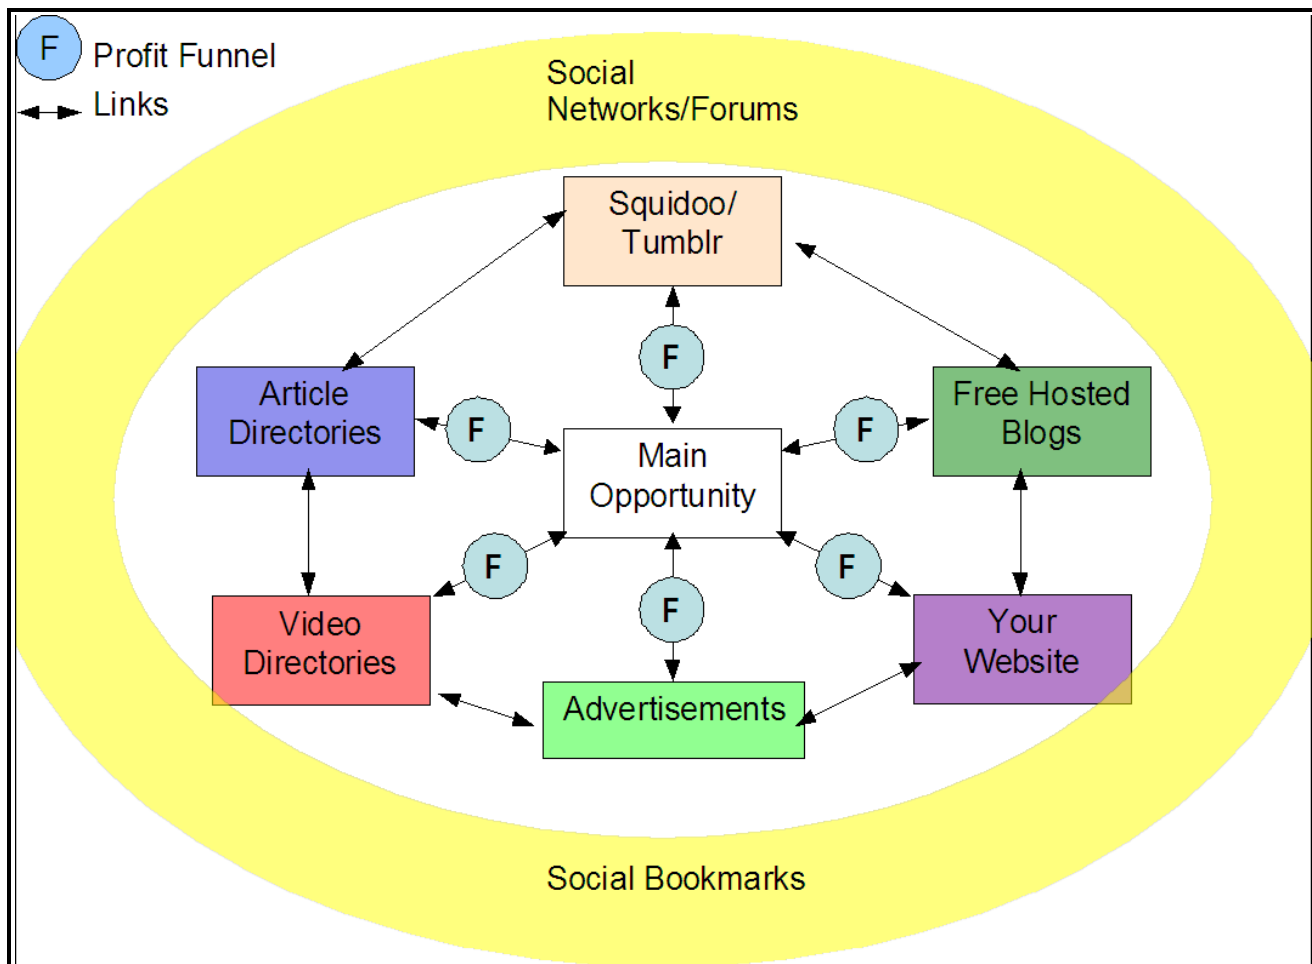 F Profit Funnel
Links
Social
Networks/Forums
Squidoo/
Tumblr
F
Article
Directories
F
F
Free Hosted
Blogs
Main
Opportunity
F
F
F
Video
Directories
Your
Website
Advertisements
Social Bookmarks